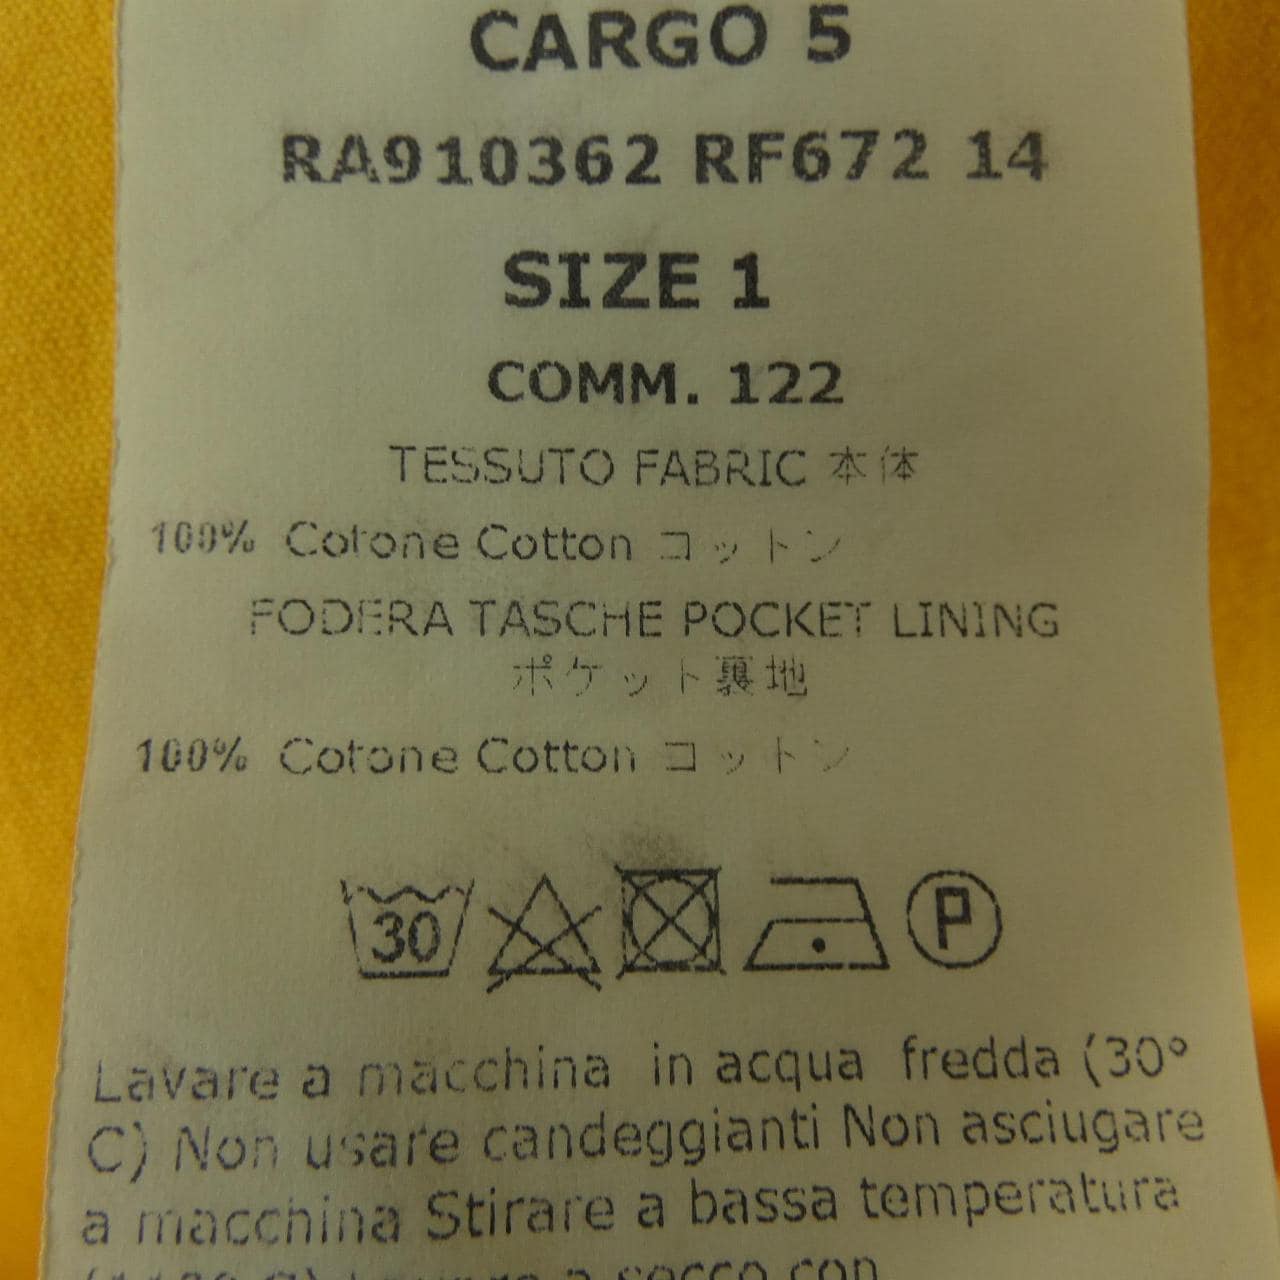 CARGO 5
RA910362 RF672 14
SIZE 1
COMM. 122
TESSUTO FABRIC 本体
100% Cotone Cotton コットン
FODERA TASCHE POCKET LINING
ポケット裏地
100% Cotone Cotton コットン
30 P
Lavare a macchina in acqua fredda (30°
C) Non usare candeggianti Non asciugare
a macchina Stirare a bassa temperatura
a secco con